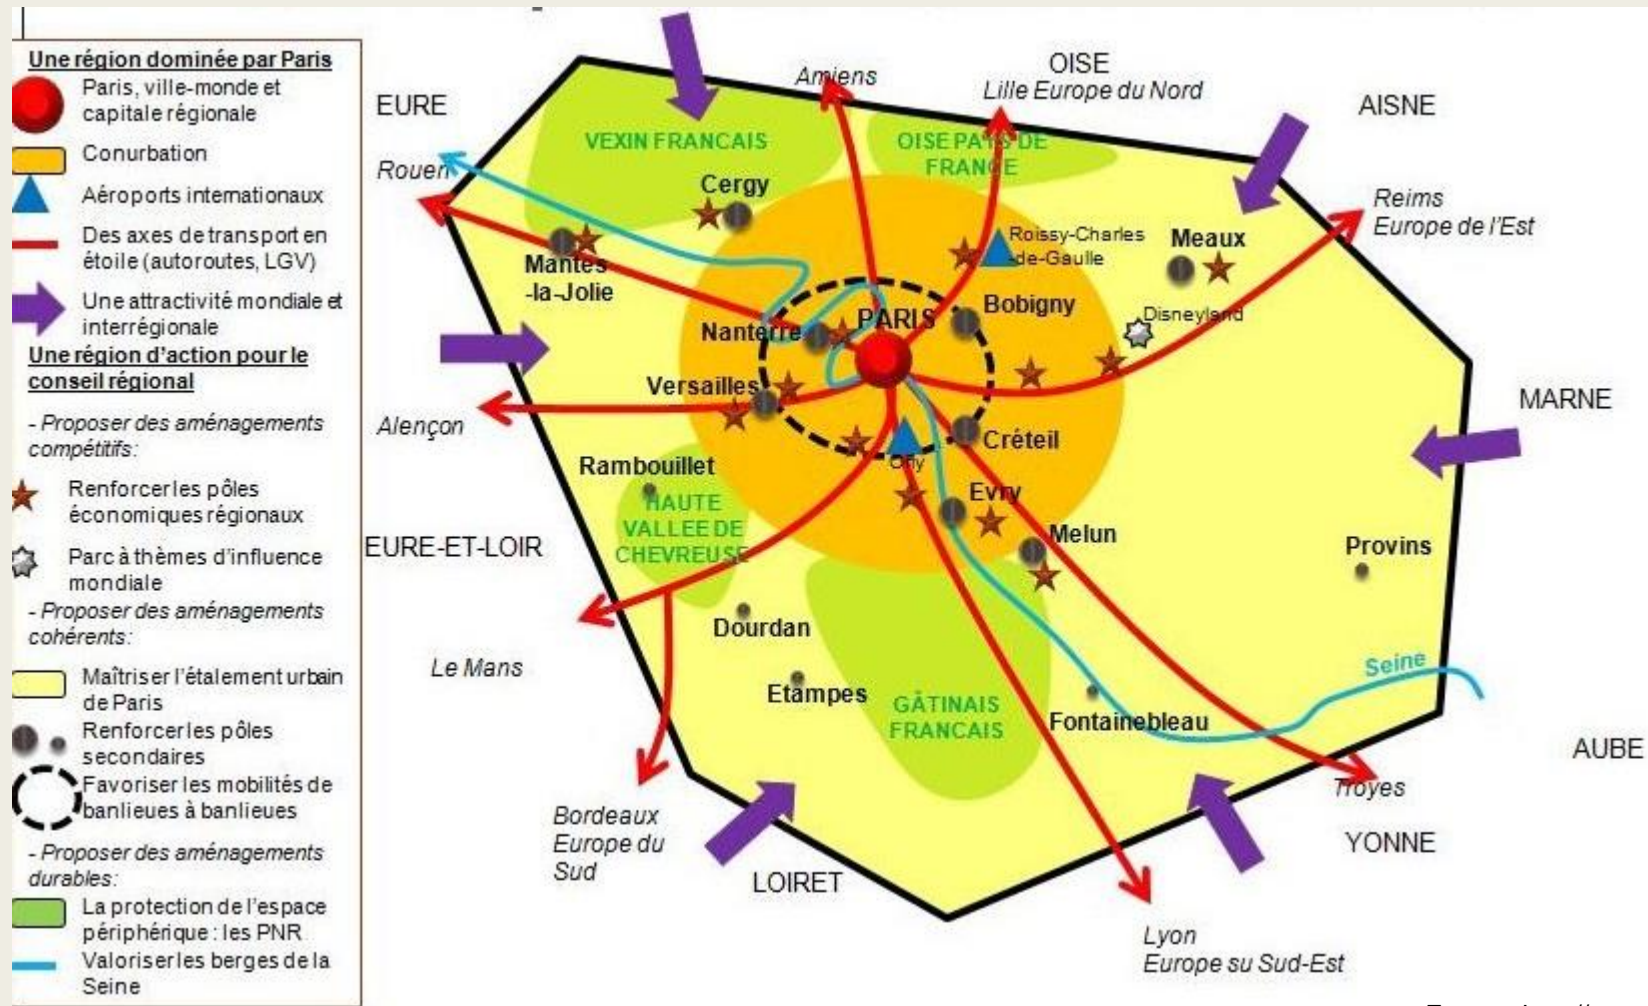 Une région dominée par Paris
Paris, ville-monde et
capitale régionale
Conurbation
Aéroports internationaux
Des axes de transport en
étoile (autoroutes, LGV)
Une attractivité mondiale et
interrégionale
Une région d'action pour le
conseil régional
- Proposer des aménagements
compétitifs:
Renforcer les pôles
économiques régionaux
Parc à thèmes d'influence
mondiale
- Proposer des aménagements
cohérents:
Maîtriser l'étalement urbain
de Paris
Renforcer les pôles
secondaires
Favoriser les mobilités de
banlieues à banlieues
- Proposer des aménagements
durables:
La protection de l'espace
périphérique : les PNR
Valoriser les berges de la
Seine
EURE
Amiens
OISE
Lille Europe du Nord
AISNE
Rouen
VEXIN FRANCAIS
OISE PAYS DE
FRANCE
Cergy
Reims
Europe de l'Est
Roissy-Charles
-de-Gaulle
Meaux
Mantes
-la-Jolie
Bobigny
Disneyland
Nanterre
PARIS
Versailles
MARNE
Alençon
Créteil
Orly
Rambouillet
HAUTE
VALLEE DE
CHEVREUSE
Evry
Melun
Provins
EURE-ET-LOIR
Dourdan
Le Mans
Etampes
GÂTINAIS
FRANCAIS
Fontainebleau
Seine
AUBE
Troyes
Bordeaux
Europe du
Sud
YONNE
LOIRET
Lyon
Europe su Sud-Est